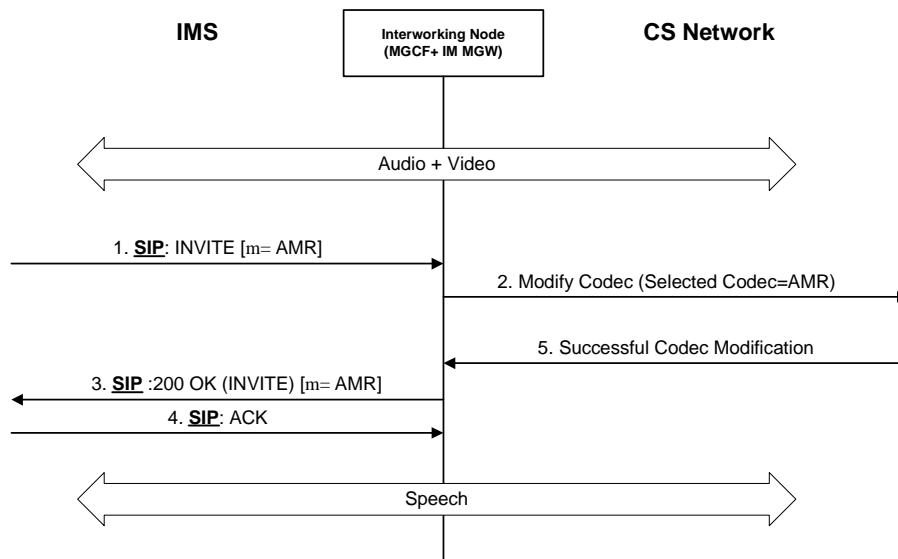 IMS
Interworking Node
(MGCF+ IM MGW)
CS Network
Audio + Video
1. SIP: INVITE [m= AMR]
2. Modify Codec (Selected Codec=AMR)
5. Successful Codec Modification
3. SIP :200 OK (INVITE) [m= AMR]
4. SIP: ACK
Speech